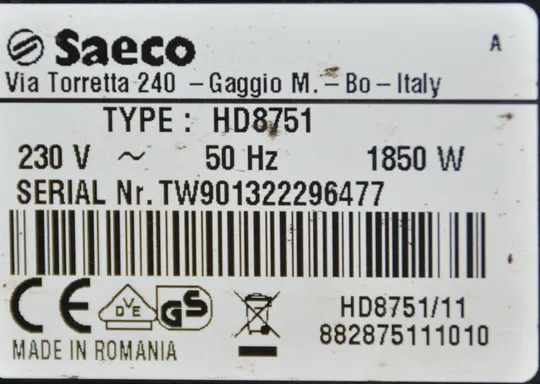 Saeco A
Via Torretta 240 – Gaggio M. – Bo – Italy
TYPE : HD8751
230 V ~ 50 Hz 1850 W
SERIAL Nr. TW901322296477
CE DVE GS HD8751/11
882875111010
MADE IN ROMANIA